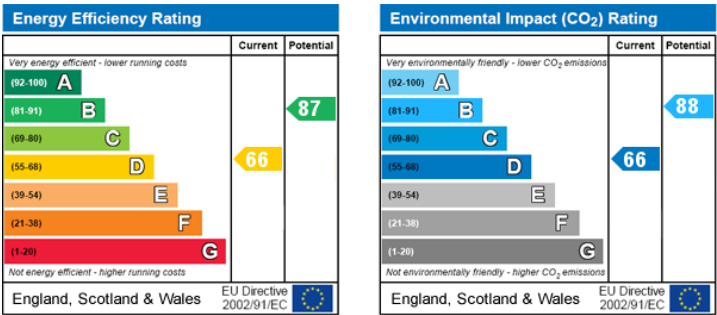 Energy Efficiency Rating
Current Potential
Very energy efficient - lower running costs
(92-100) A
(81-91) B
87
(69-80) C
(55-68) D
66
(39-54) E
(21-38) F
(1-20) G
Not energy efficient - higher running costs
England, Scotland & Wales
EU Directive
2002/91/EC
Environmental Impact (CO2) Rating
Current Potential
Very environmentally friendly - lower CO2 emissions
(92-100) A
(81-91) B
88
(69-80) C
(55-68) D
66
(39-54) E
(21-38) F
(1-20) G
Not environmentally friendly - higher CO2 emissions
England, Scotland & Wales
EU Directive
2002/91/EC